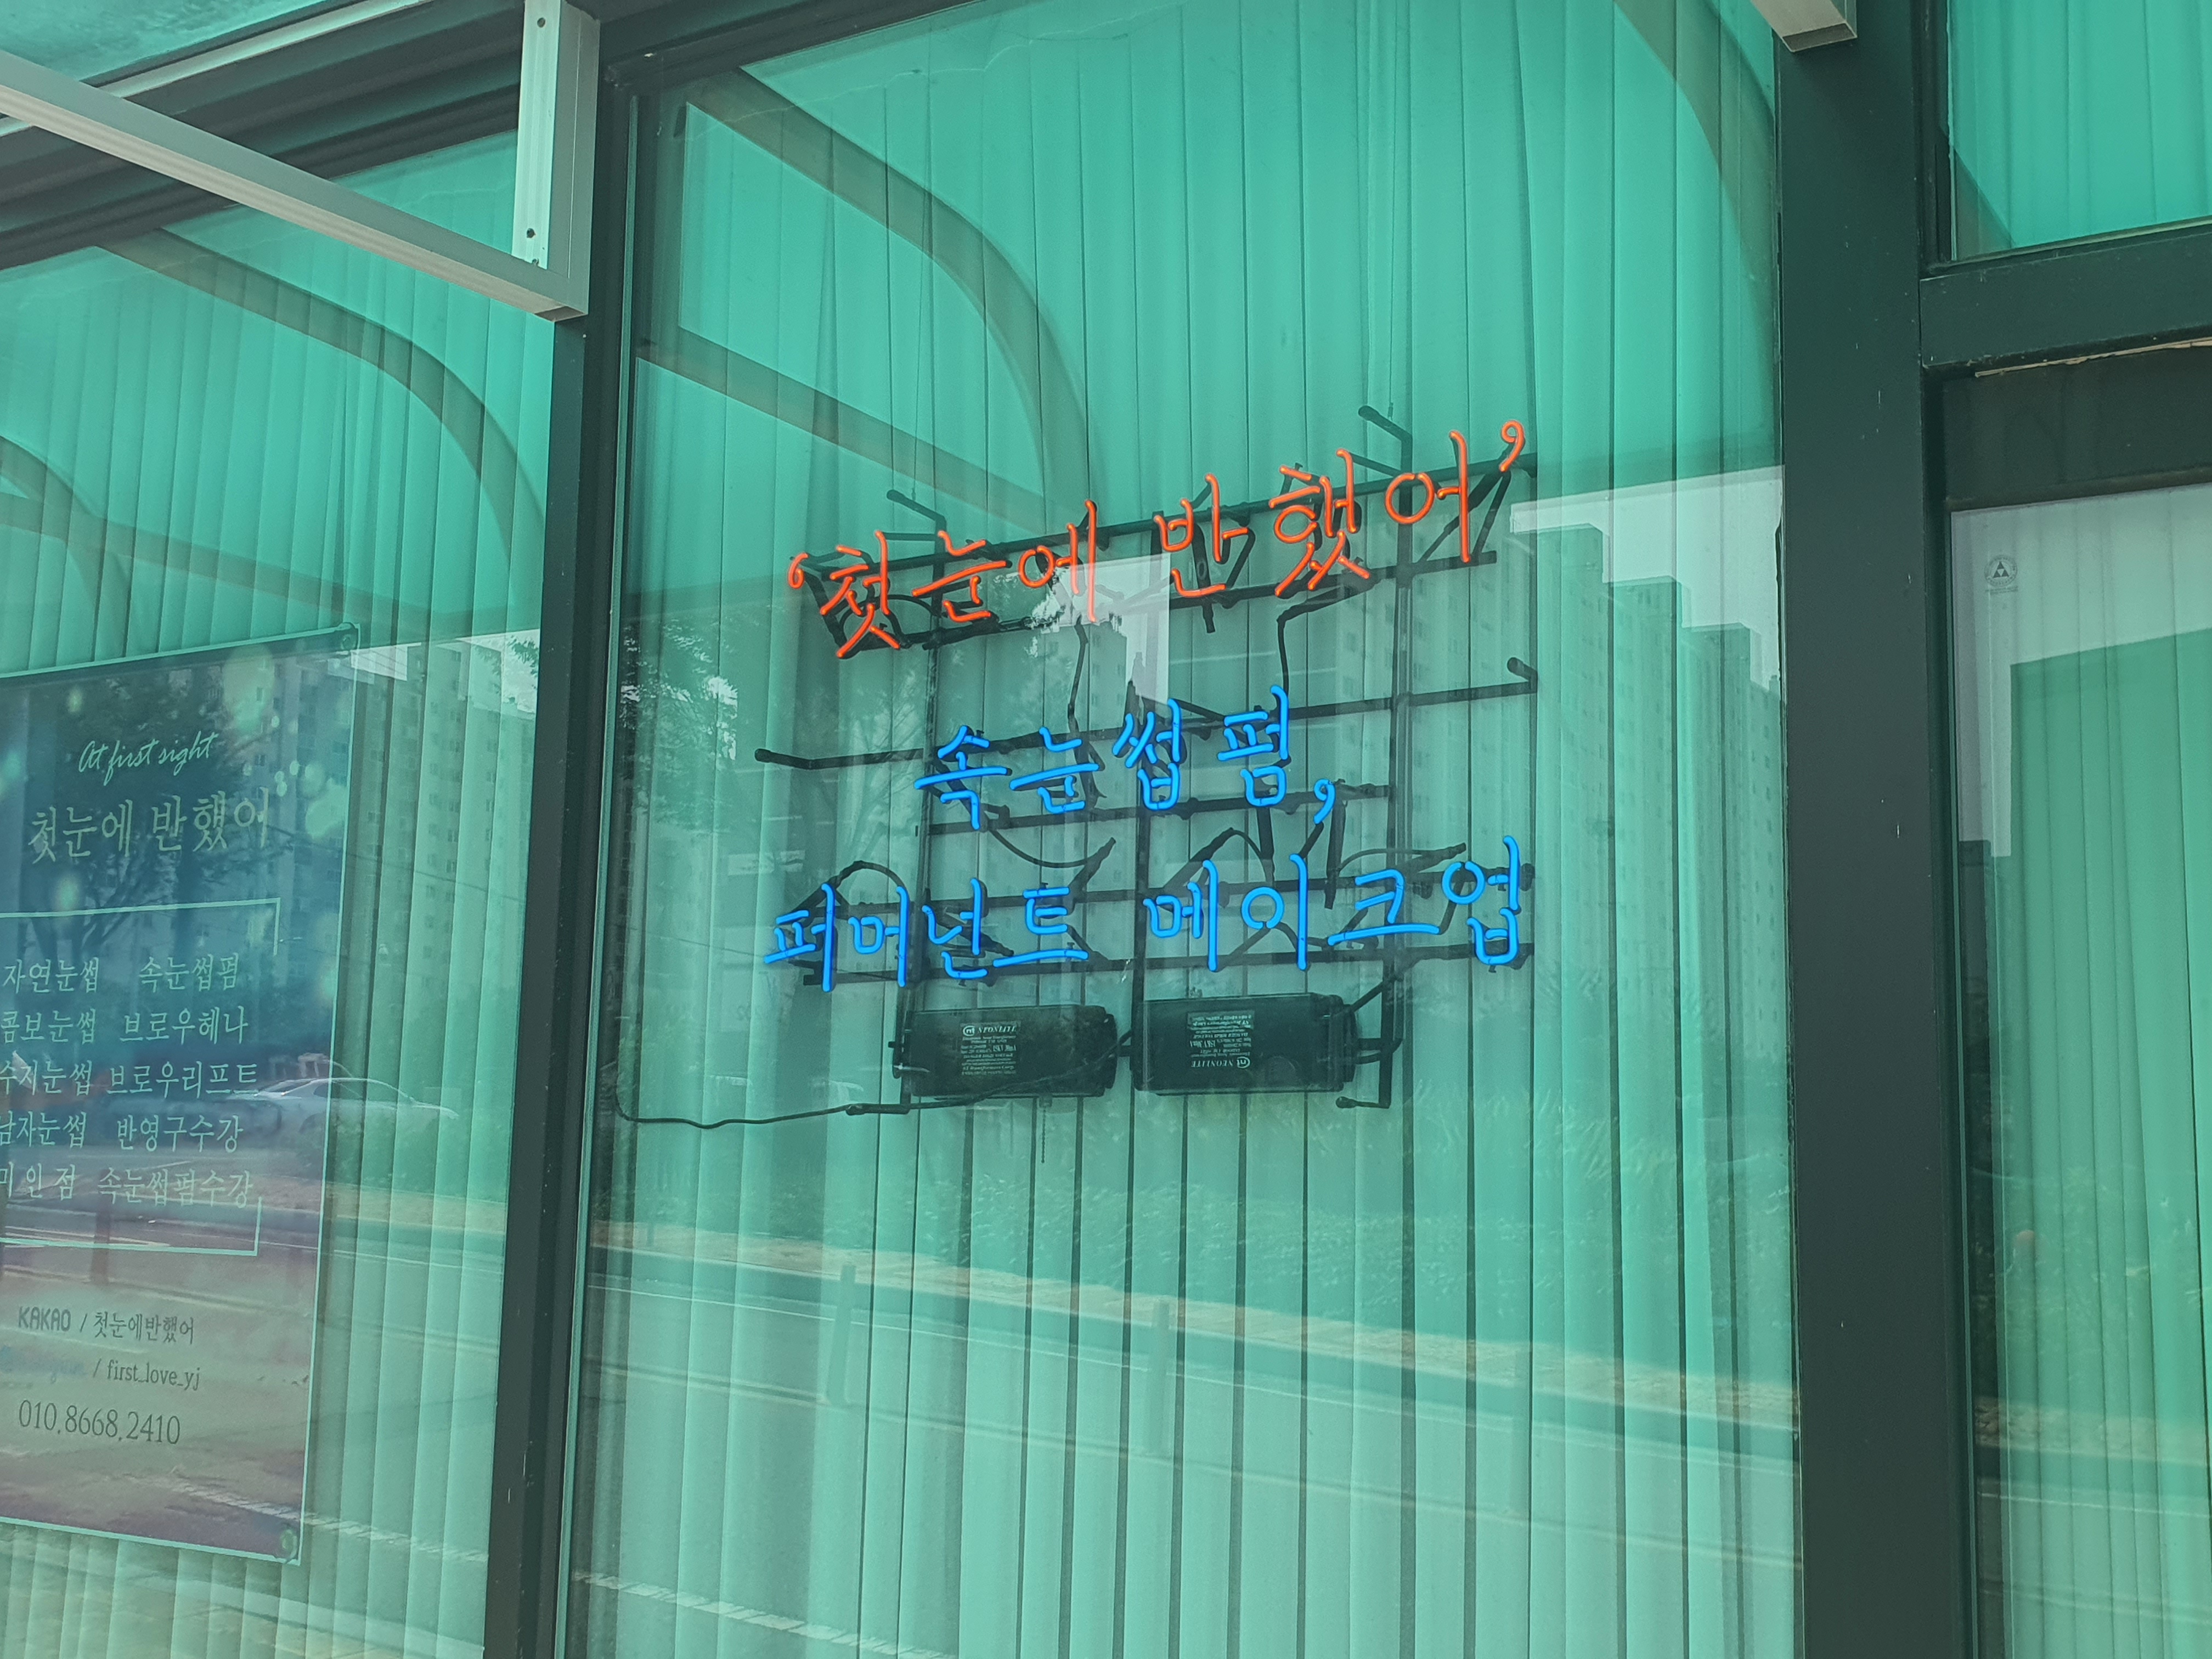 '첫눈에 반했어'
속눈썹 펌,
퍼머넌트 메이크업
At first sight
첫눈에 반했어
자연눈썹 속눈썹펌
콤보눈썹 브로우헤나
수지눈썹 브로우리프트
남자눈썹 반영구수강
미인점 속눈썹펌수강
KAKAO / 첫눈에반했어
/ first_love_yj
010.8668.2410
NEONLITE
NEONLITE